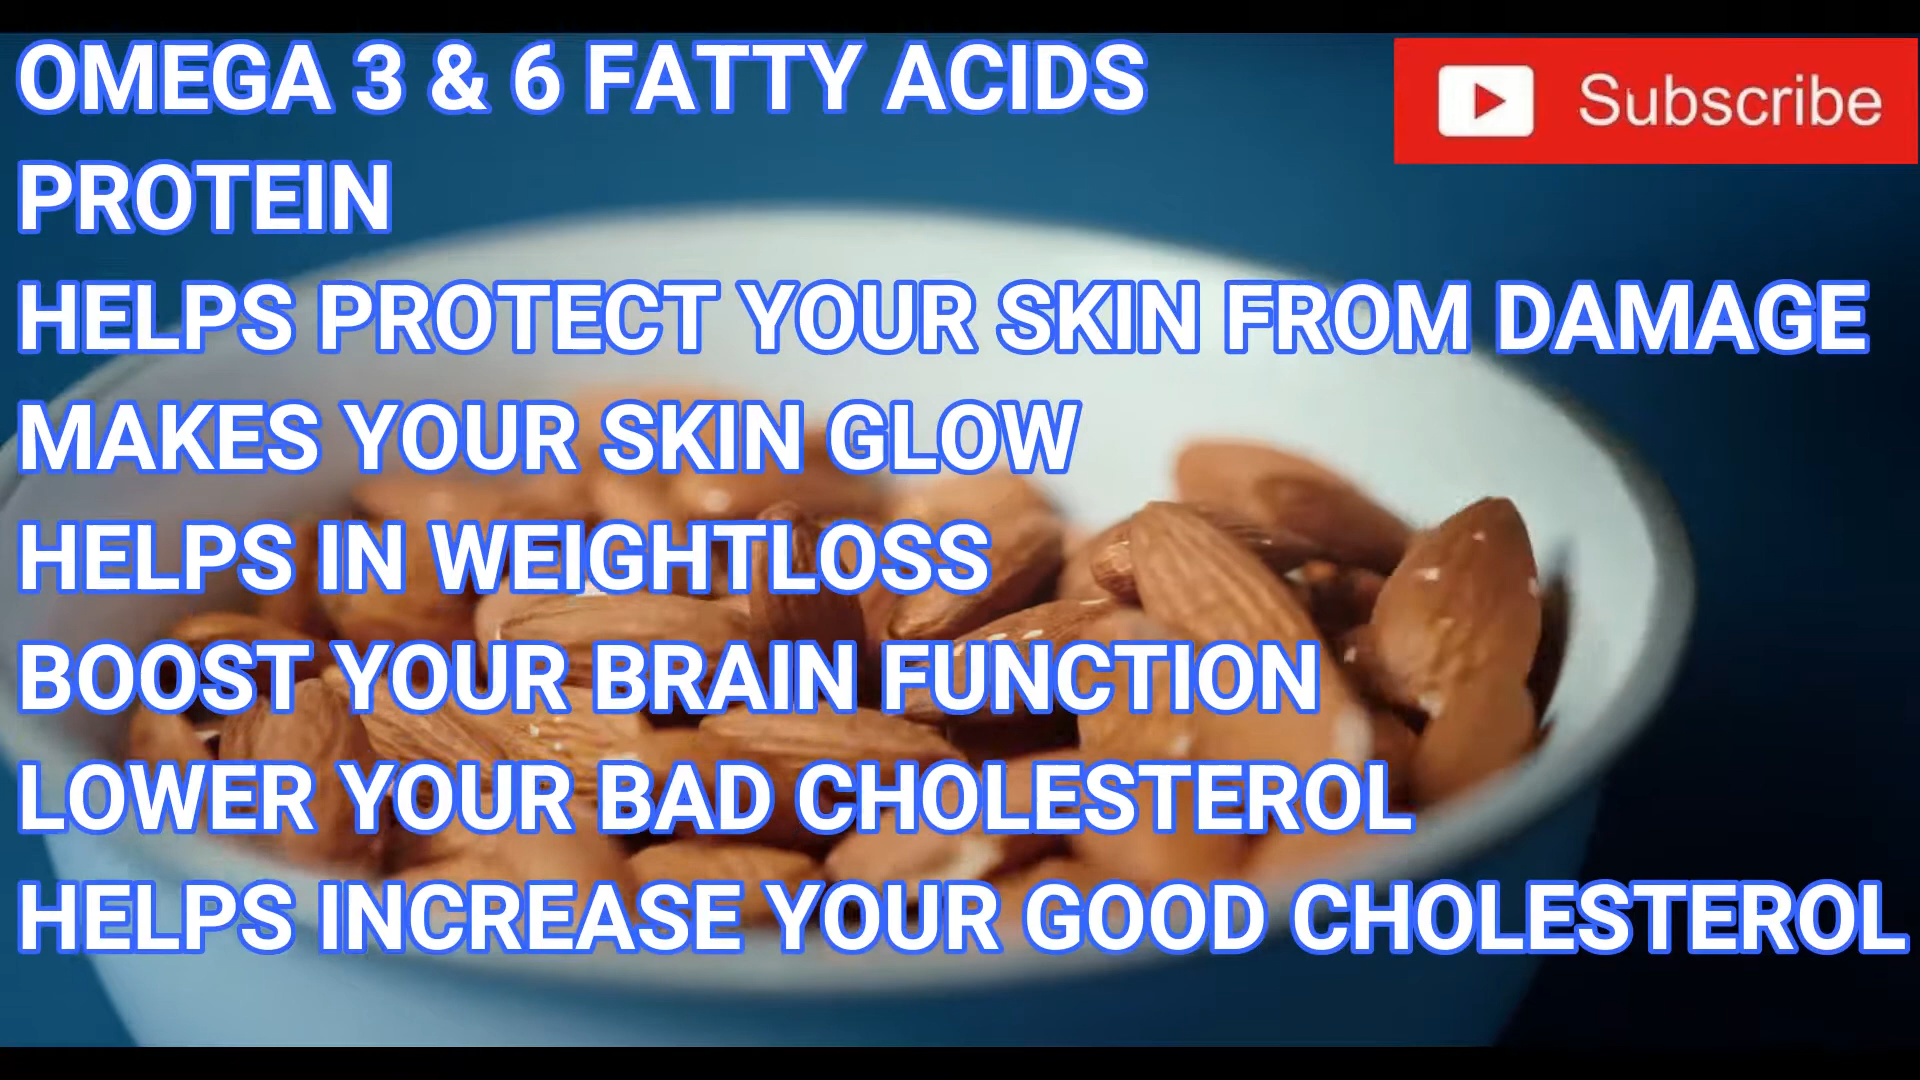 OMEGA 3 & 6 FATTY ACIDS
Subscribe
PROTEIN
HELPS PROTECT YOUR SKIN FROM DAMAGE
MAKES YOUR SKIN GLOW
HELPS IN WEIGHTLOSS
BOOST YOUR BRAIN FUNCTION
LOWER YOUR BAD CHOLESTEROL
HELPS INCREASE YOUR GOOD CHOLESTEROL